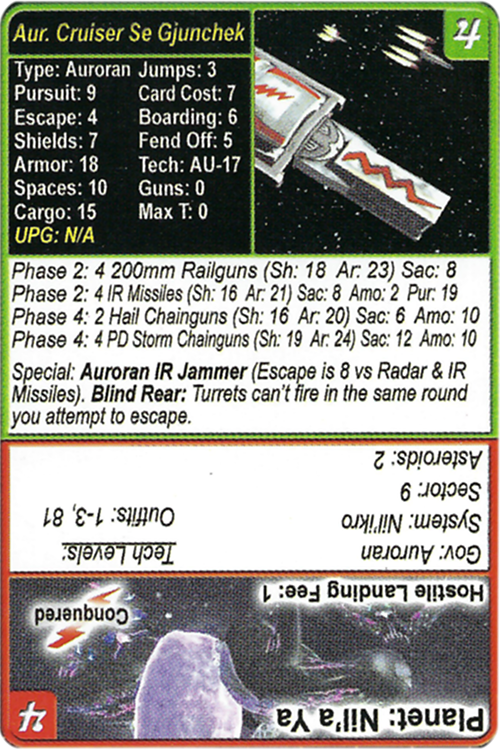 Aur. Cruiser Se Gjunchek
Type: Auroran Jumps: 3
Pursuit: 9 Card Cost: 7
Escape: 4 Boarding: 6
Shields: 7 Fend Off: 5
Armor: 18 Tech: AU-17
Spaces: 10 Guns: 0
Cargo: 15 Max T: 0
UPG: N/A
Phase 2: 4 200mm Railguns (Sh: 18 Ar: 23) Sac: 8
Phase 2: 4 IR Missiles (Sh: 16 Ar: 21) Sac: 8 Amo: 2 Pur: 19
Phase 4: 2 Hail Chainguns (Sh: 16 Ar: 20) Sac: 6 Amo: 10
Phase 4: 4 PD Storm Chainguns (Sh: 19 Ar: 24) Sac: 12 Amo: 10
Special: Auroran IR Jammer (Escape is 8 vs Radar & IR
Missiles). Blind Rear: Turrets can't fire in the same round
you attempt to escape.
Planet: Nil'a Ya
Hostile Landing Fee: 1
Conquered
Gov: Auroran Tech Levels:
System: Nil'ikro Outfits: 1-3, 81
Sector: 9
Asteroids: 2